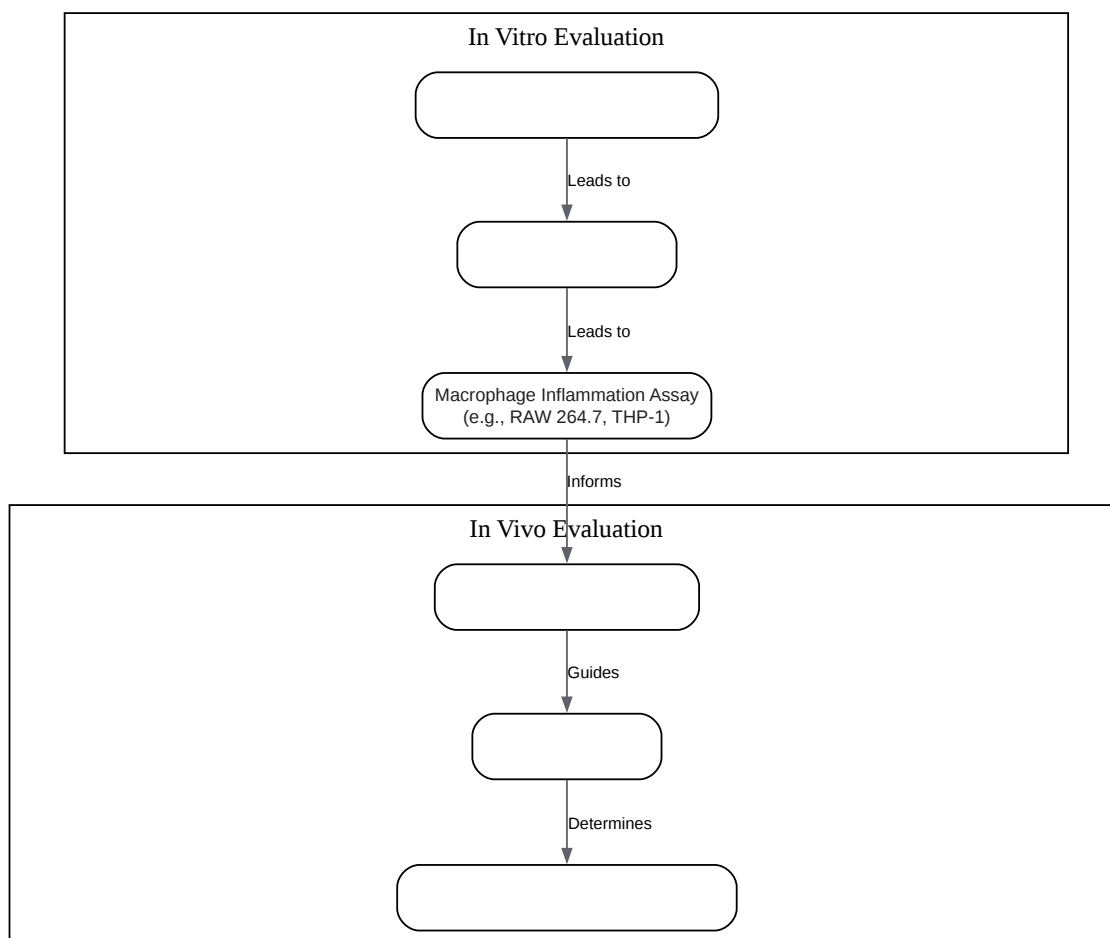 In Vitro Evaluation
Leads to
Leads to
Macrophage Inflammation Assay
(e.g., RAW 264.7, THP-1)
Informs
In Vivo Evaluation
Guides
Determines